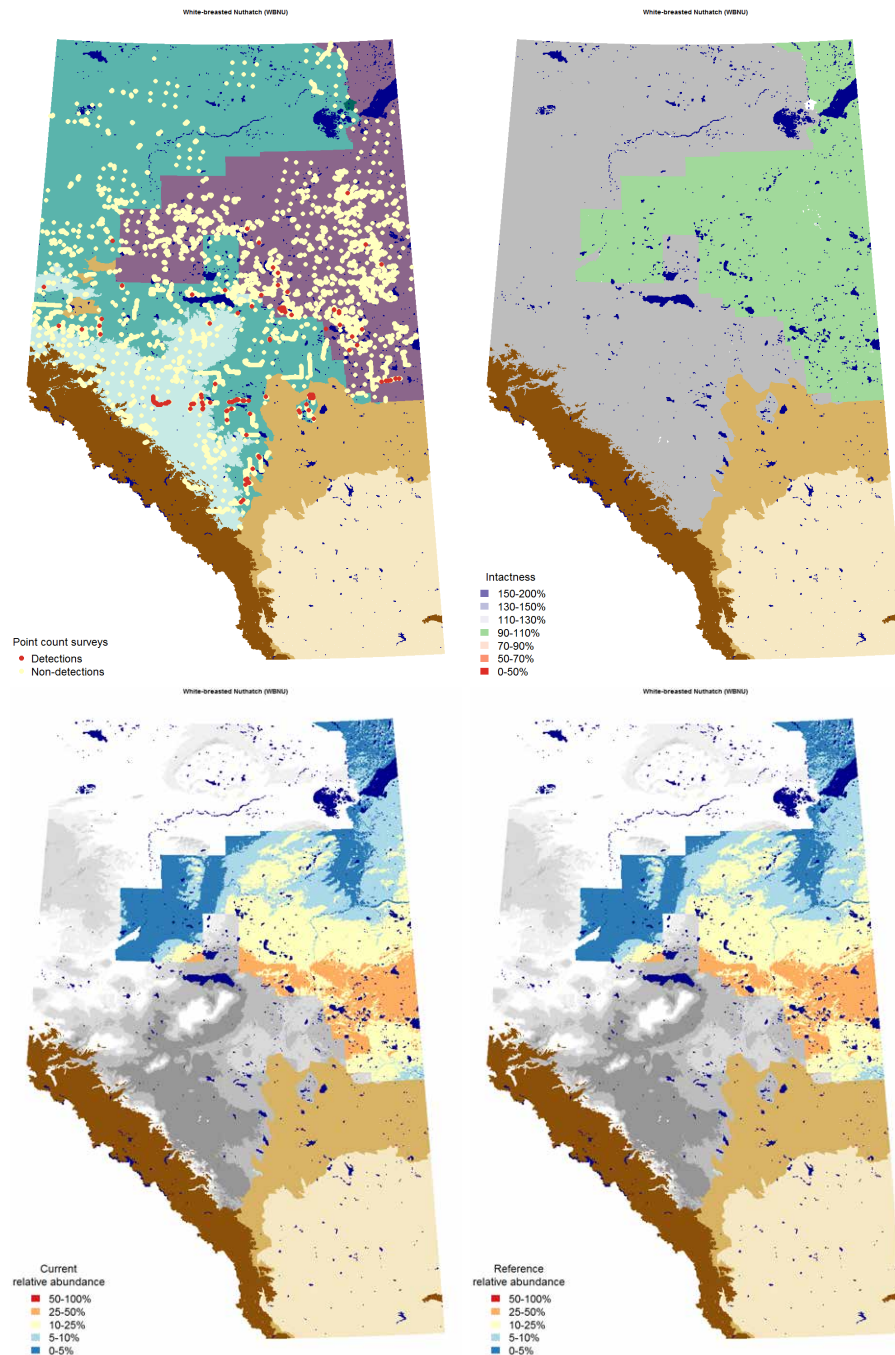 White-breasted Nuthatch (WBNU)
Point count surveys
Detections
Non-detections
White-breasted Nuthatch (WBNU)
Intactness
150-200%
130-150%
110-130%
90-110%
70-90%
50-70%
0-50%
White-breasted Nuthatch (WBNU)
Current
relative abundance
50-100%
25-50%
10-25%
5-10%
0-5%
White-breasted Nuthatch (WBNU)
Reference
relative abundance
50-100%
25-50%
10-25%
5-10%
0-5%